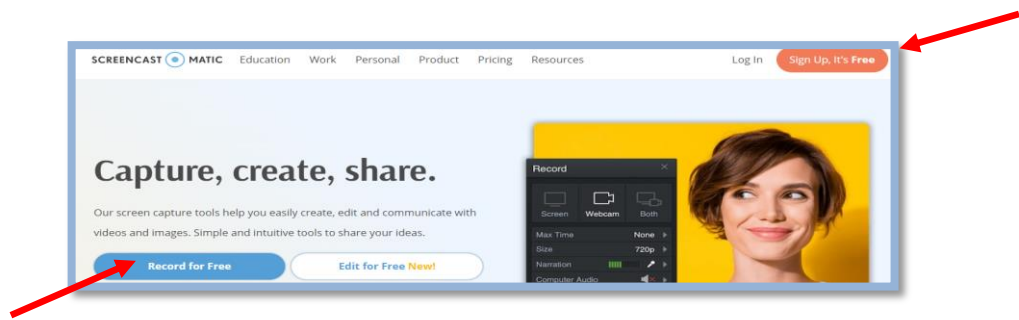 SCREENCAST MATIC Education Work Personal Product Pricing Resources Log In Sign Up, It's Free
Capture, create, share.
Our screen capture tools help you easily create, edit and communicate with
videos and images. Simple and intuitive tools to share your ideas.
Record for Free Edit for Free New!
Record
Screen Webcam Both
Max Time None
Size 720p
Narration
Computer Audio